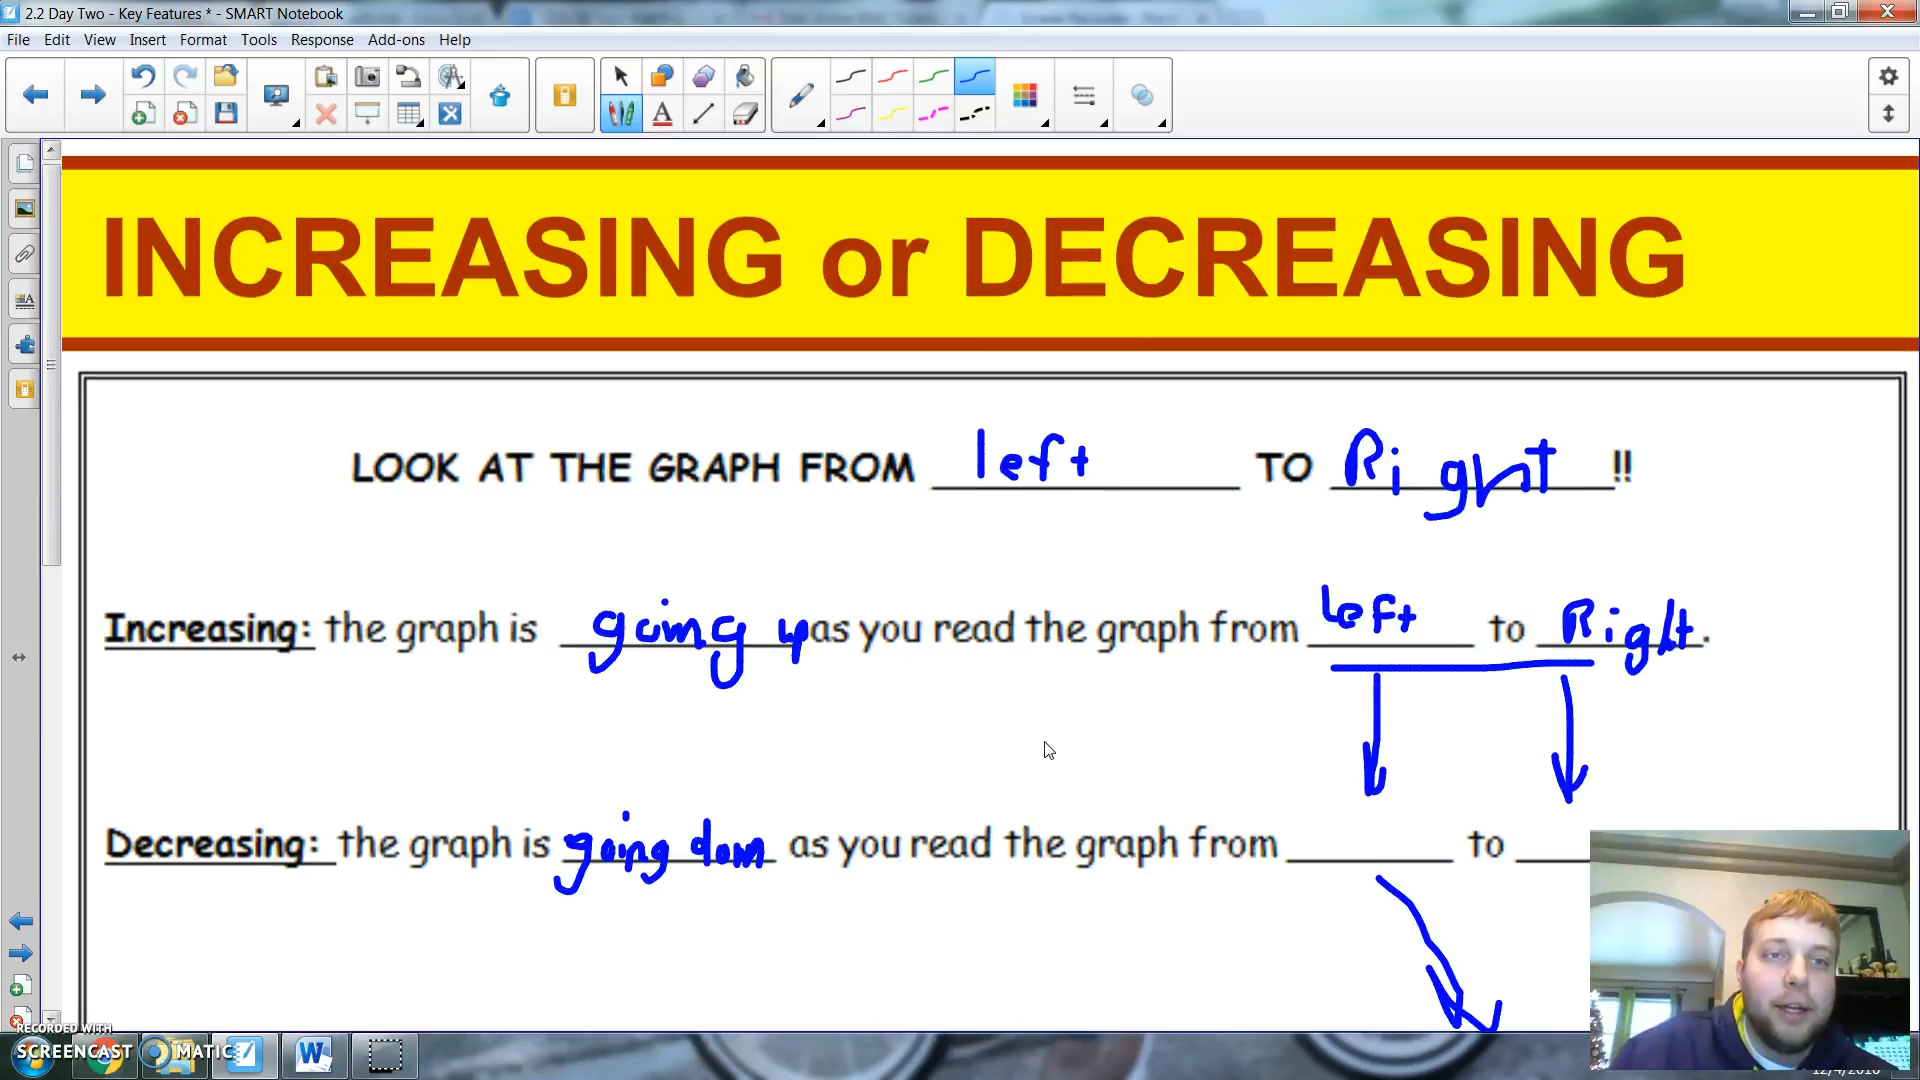 2.2 Day Two - Key Features * - SMART Notebook
File Edit View Insert Format Tools Response Add-ons Help
INCREASING or DECREASING
LOOK AT THE GRAPH FROM left TO Right!!
Increasing: the graph is going up as you read the graph from left to Right.
Decreasing: the graph is going down as you read the graph from ________ to
RECORDED WITH
SCREENCAST MATIC